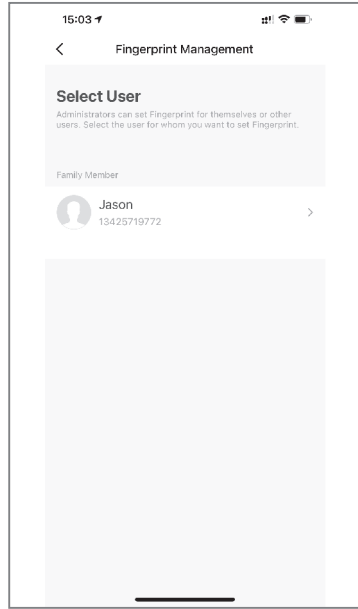 15:03
Fingerprint Management
Select User
Administrators can set Fingerprint for themselves or other
users. Select the user for whom you want to set Fingerprint.
Family Member
Jason
13425719772